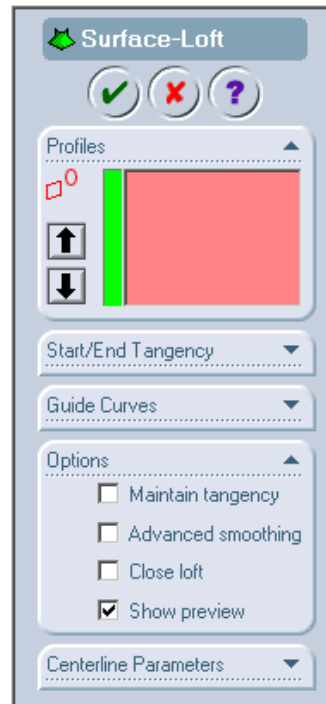 Surface-Loft
?
Profiles
Start/End Tangency
Guide Curves
Options
Maintain tangency
Advanced smoothing
Close loft
Show preview
Centerline Parameters